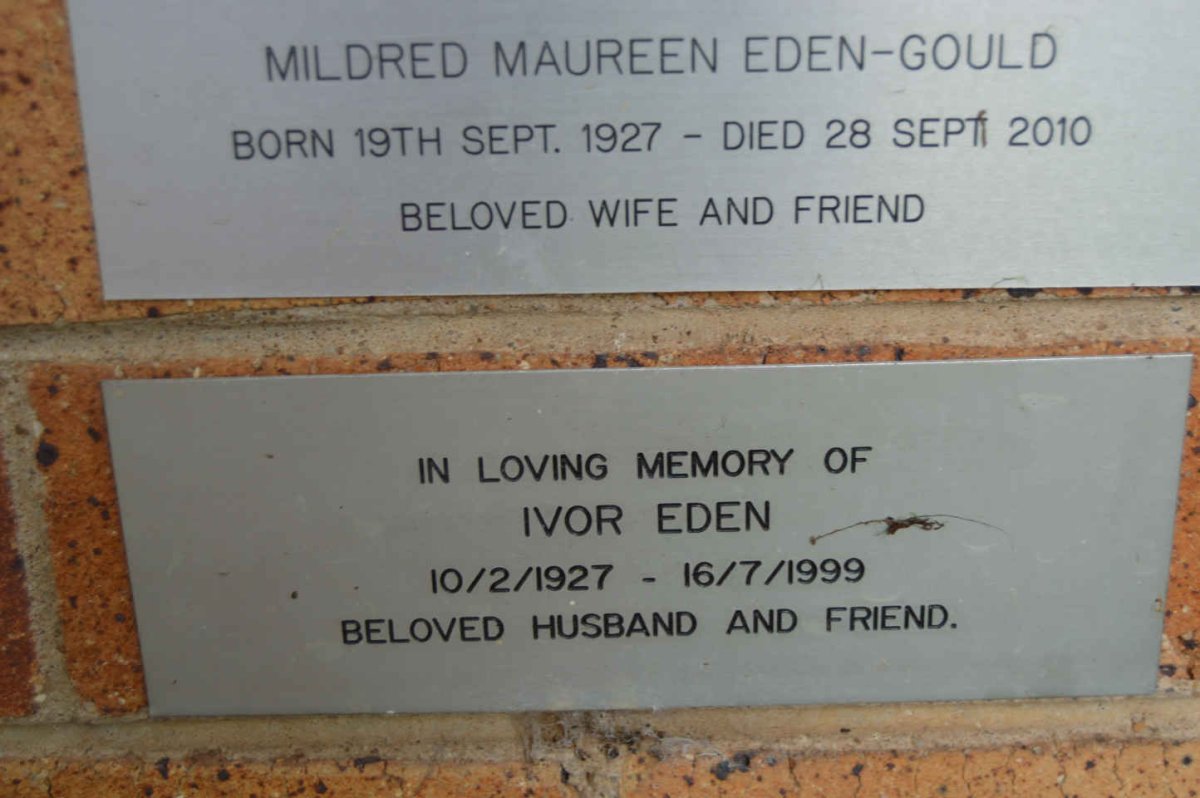 MILDRED MAUREEN EDEN-GOULD
BORN 19TH SEPT. 1927 - DIED 28 SEPT 2010
BELOVED WIFE AND FRIEND
IN LOVING MEMORY OF
IVOR EDEN
10/2/1927 - 16/7/1999
BELOVED HUSBAND AND FRIEND.